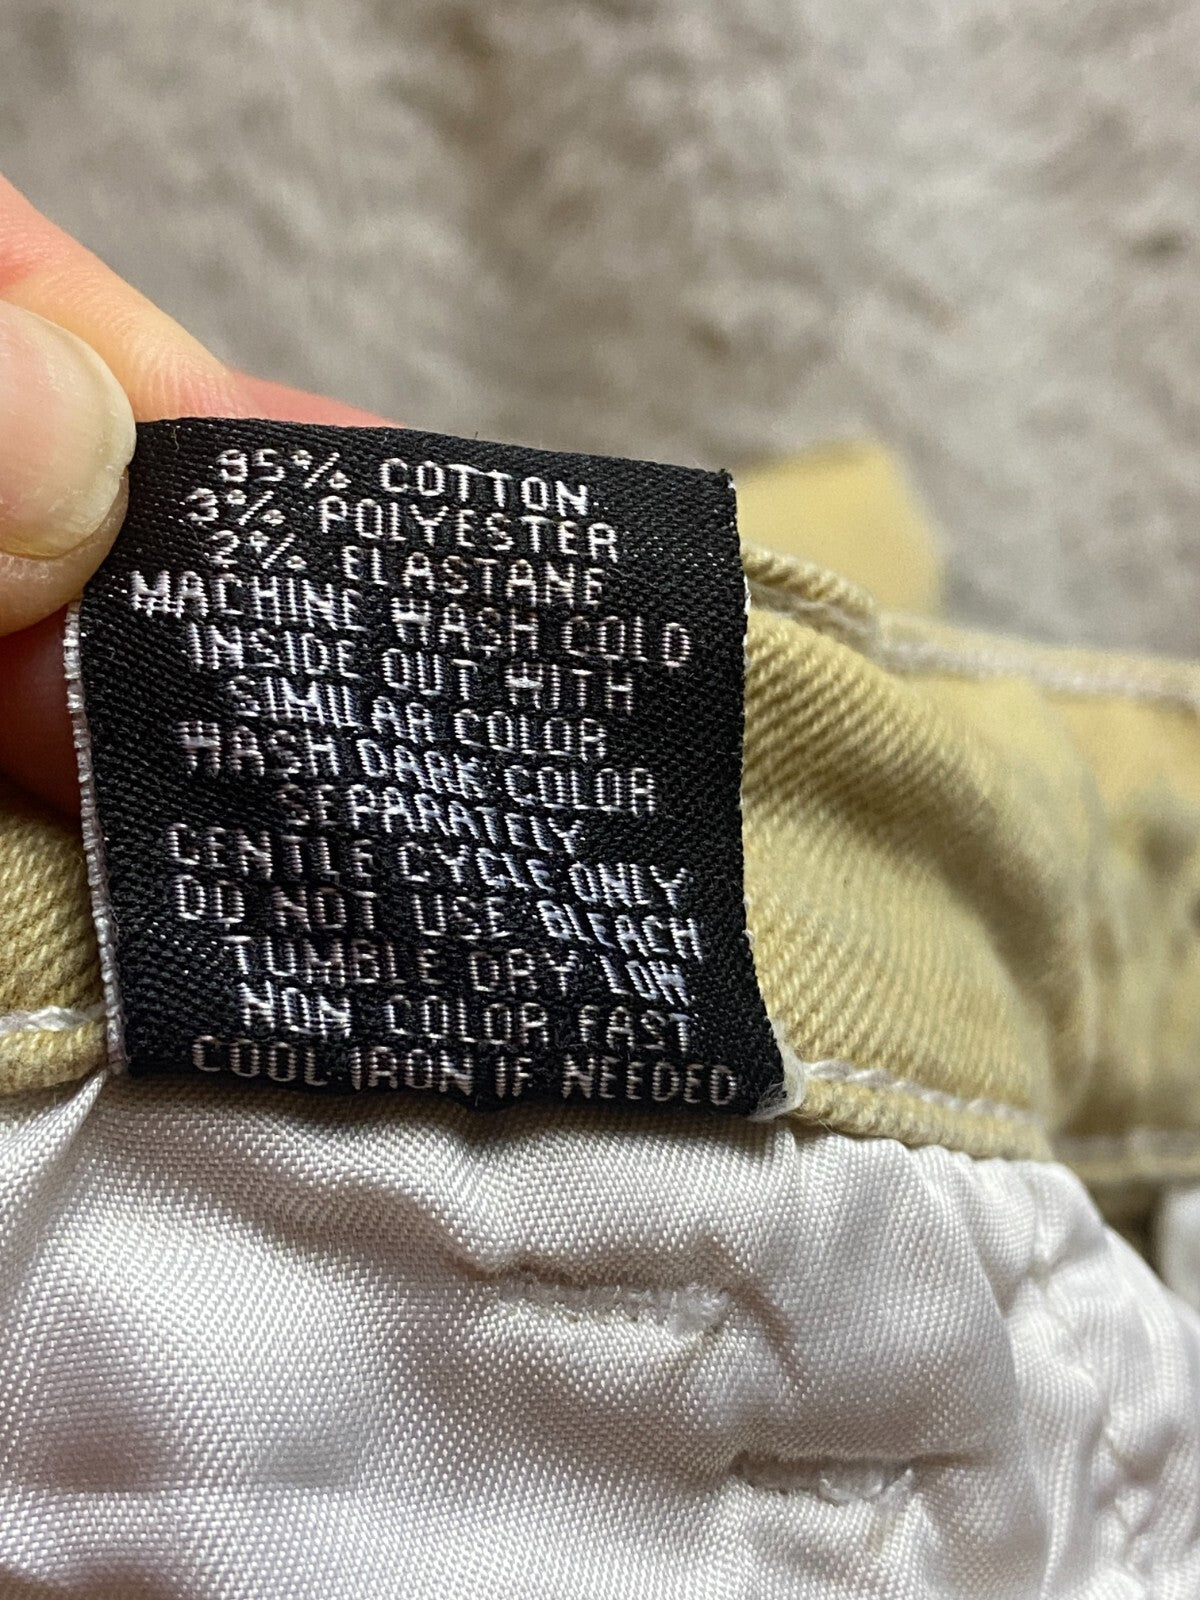 95% COTTON
3% POLYESTER
2% ELASTANE
MACHINE WASH COLD
INSIDE OUT WITH
SIMILAR COLOR
WASH DARK COLOR
SEPARATELY
GENTLE CYCLE ONLY
DO NOT USE BLEACH
TUMBLE DRY LOW
NON COLOR FAST
COOL IRON IF NEEDED